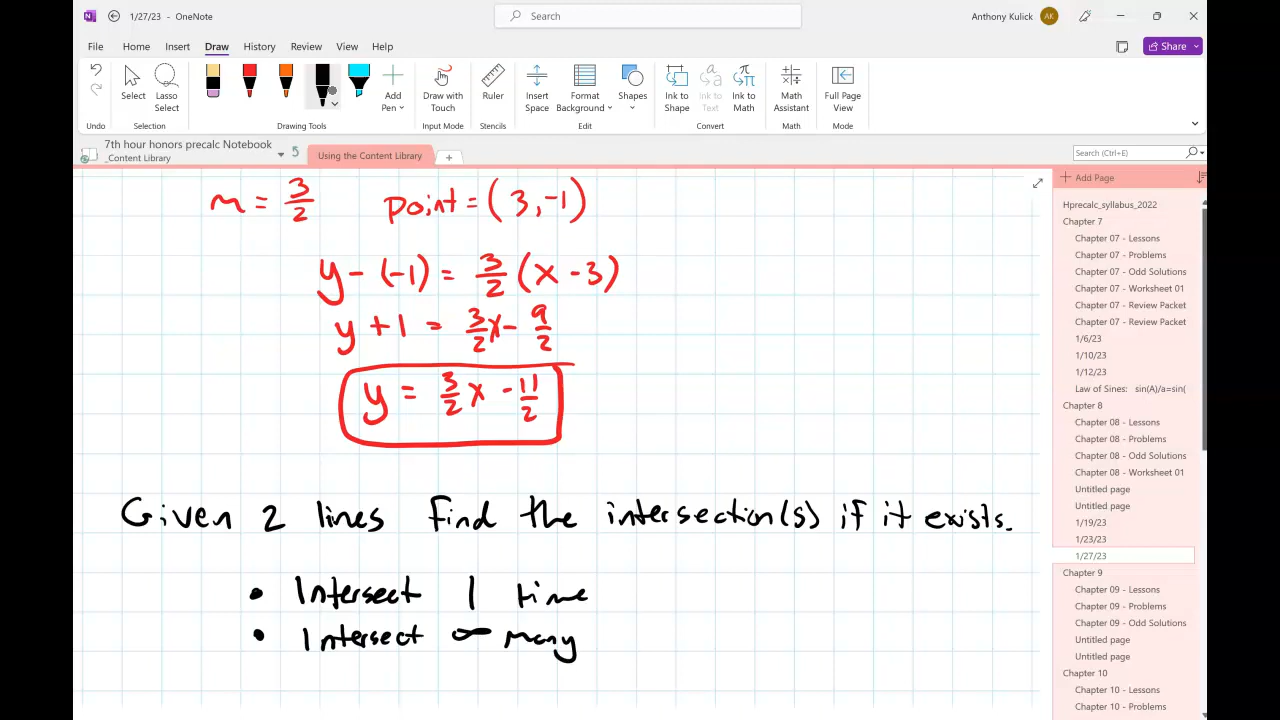 1/27/23 - OneNote
Search
Anthony Kulick
AK
File Home Insert Draw History Review View Help
Share
Select
Lasso Select
Add Pen
Draw with Touch
Ruler
Insert Space
Format Background
Shapes
Ink to Shape
Ink to Text
Ink to Math
Math Assistant
Full Page View
Undo
Selection
Drawing Tools
Input Mode
Stencils
Edit
Convert
Math
Mode
7th hour honors precalc Notebook
_Content Library
Using the Content Library
Search (Ctrl+E)
m = 3/2 point = (3, -1)
y - (-1) = 3/2 (x - 3)
y + 1 = 3/2 x - 9/2
y = 3/2 x - 11/2
Given 2 lines find the intersection(s) if it exists.
• Intersect 1 time
• Intersect ∞ many
Add Page
Hprecalc_syllabus_2022
Chapter 7
Chapter 07 - Lessons
Chapter 07 - Problems
Chapter 07 - Odd Solutions
Chapter 07 - Worksheet 01
Chapter 07 - Review Packet
Chapter 07 - Review Packet
1/6/23
1/10/23
1/12/23
Law of Sines: sin(A)/a=sin(
Chapter 8
Chapter 08 - Lessons
Chapter 08 - Problems
Chapter 08 - Odd Solutions
Chapter 08 - Worksheet 01
Untitled page
Untitled page
1/19/23
1/23/23
1/27/23
Chapter 9
Chapter 09 - Lessons
Chapter 09 - Problems
Chapter 09 - Odd Solutions
Untitled page
Untitled page
Chapter 10
Chapter 10 - Lessons
Chapter 10 - Problems